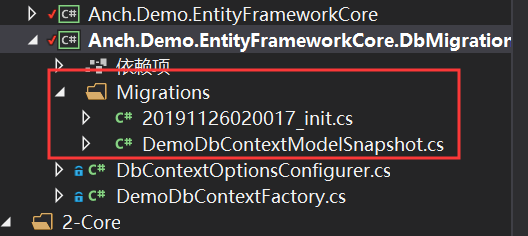 C# Anch.Demo.EntityFrameworkCore
C# Anch.Demo.EntityFrameworkCore.DbMigration
依赖项
Migrations
C# 20191126020017_init.cs
C# DemoDbContextModelSnapshot.cs
C# DbContextOptionsConfigurer.cs
C# DemoDbContextFactory.cs
2-Core